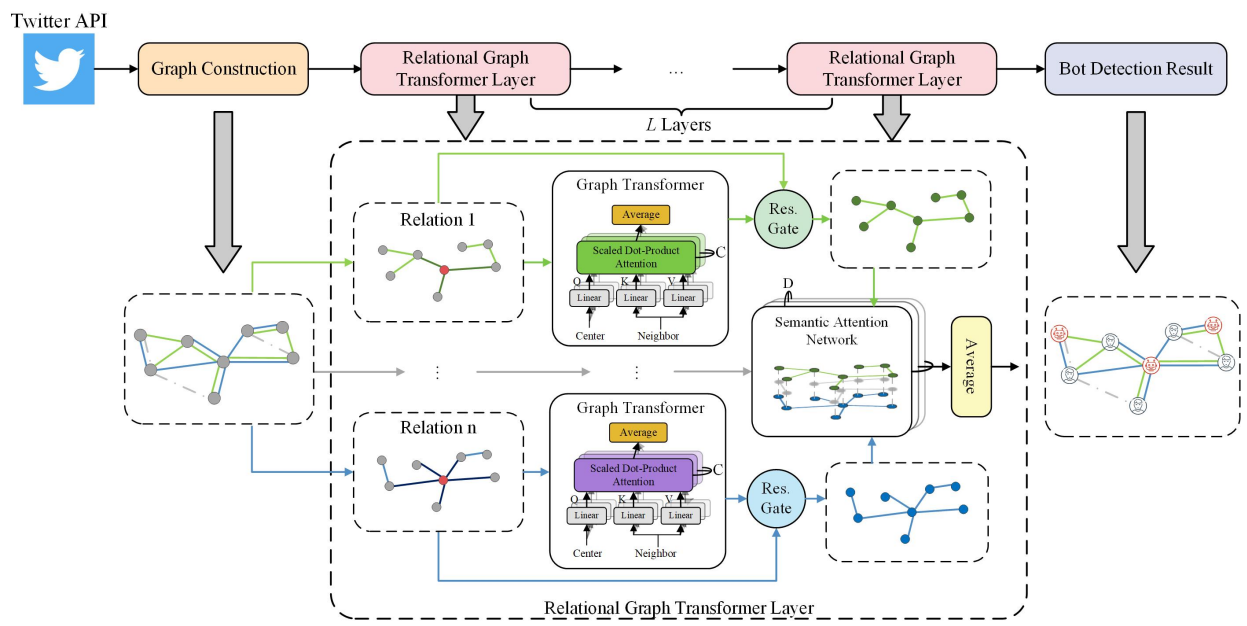 Twitter API
Graph Construction
Relational Graph
Transformer Layer
...
Relational Graph
Transformer Layer
Bot Detection Result
L Layers
Relation 1
Graph Transformer
Average
Scaled Dot-Product
Attention
C
Q
K
V
Linear
Linear
Linear
Center
Neighbor
Res.
Gate
D
Semantic Attention
Network
Average
...
...
Relation n
Graph Transformer
Average
Scaled Dot-Product
Attention
C
Q
K
V
Linear
Linear
Linear
Center
Neighbor
Res.
Gate
Relational Graph Transformer Layer